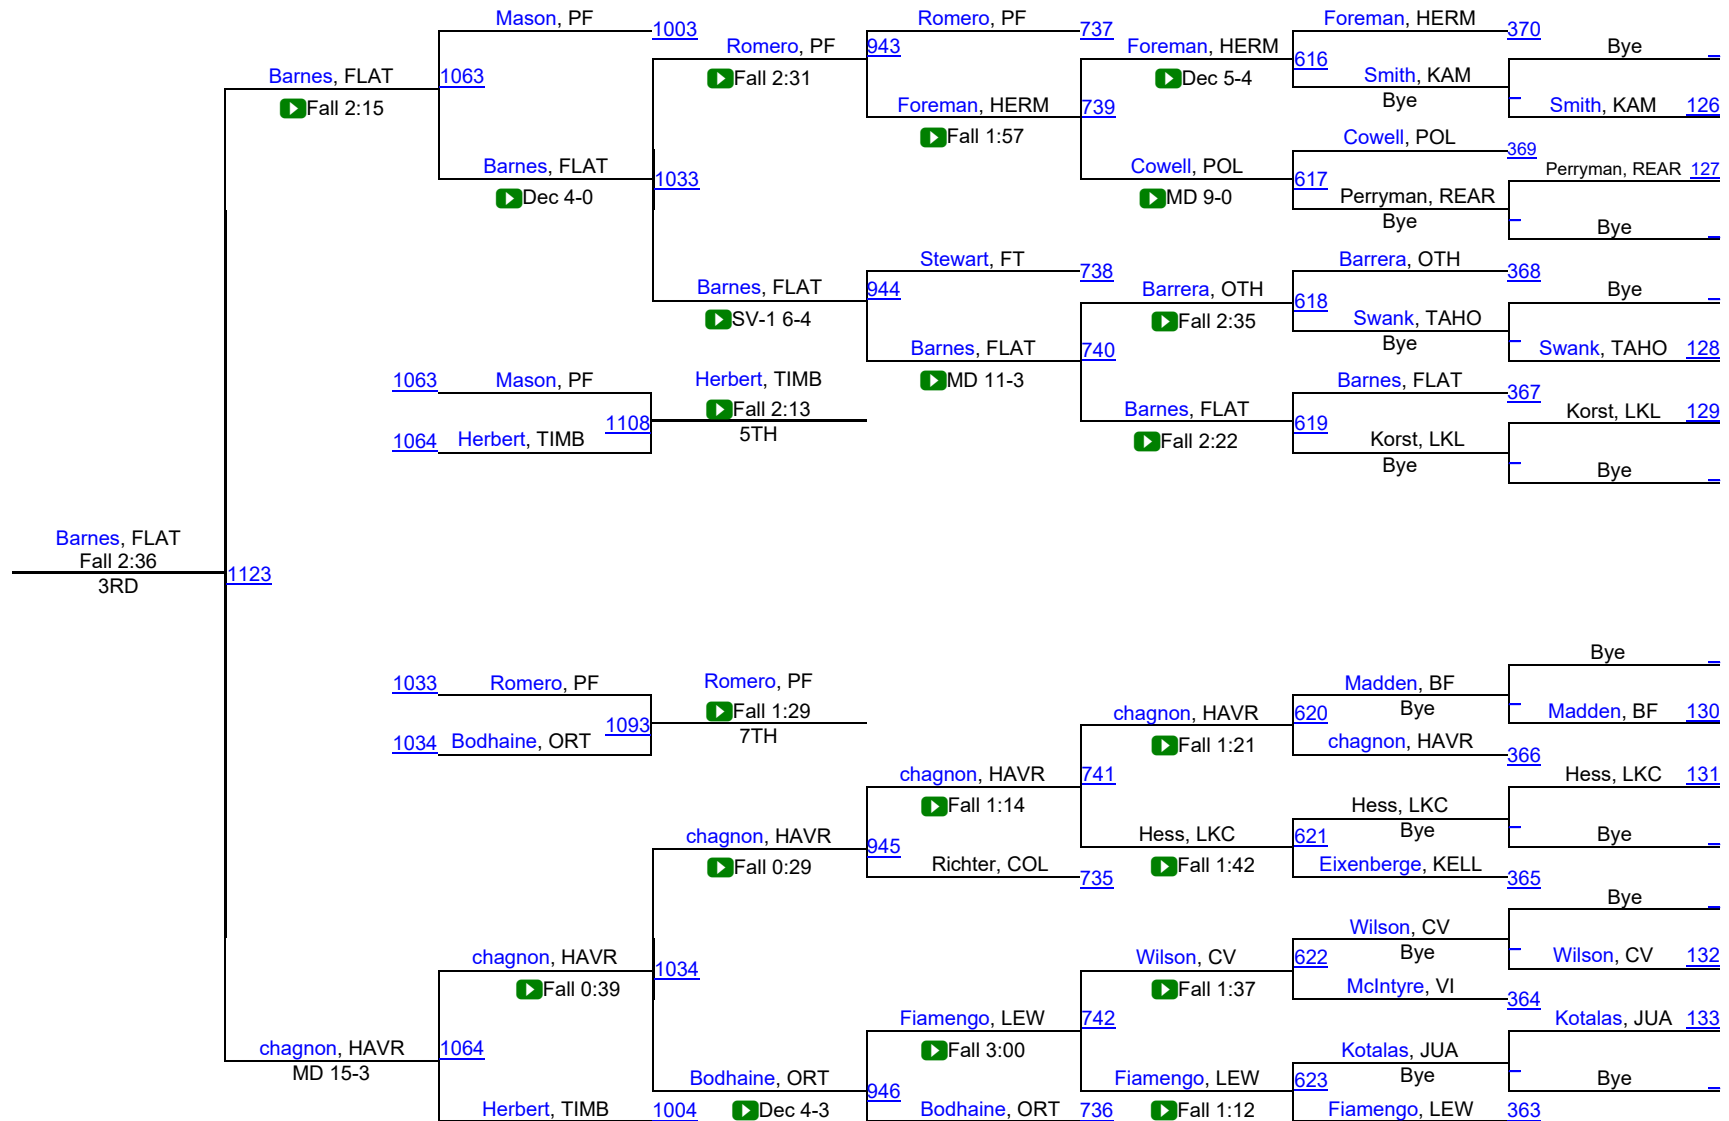 Mason, PF
1003
Romero, PF
737
Foreman, HERM
370
Romero, PF
943
Foreman, HERM
616
Bye
Barnes, FLAT
1063
Fall 2:31
Dec 5-4
Smith, KAM
Bye
Fall 2:15
Foreman, HERM
739
Smith, KAM
126
Fall 1:57
Cowell, POL
369
Barnes, FLAT
1033
Cowell, POL
617
Perryman, REAR
127
Dec 4-0
MD 9-0
Perryman, REAR
Bye
Bye
Stewart, FT
738
Barrera, OTH
368
Barnes, FLAT
944
Barrera, OTH
618
Bye
SV-1 6-4
Fall 2:35
Swank, TAHO
Bye
Barnes, FLAT
740
Swank, TAHO
128
1063
Mason, PF
Herbert, TIMB
MD 11-3
Barnes, FLAT
367
Fall 2:13
1108
5TH
Barnes, FLAT
619
Korst, LKL
129
1064
Herbert, TIMB
Fall 2:22
Korst, LKL
Bye
Bye
Barnes, FLAT
Fall 2:36
1123
3RD
Bye
1033
Romero, PF
Romero, PF
Madden, BF
Fall 1:29
1093
7TH
chagnon, HAVR
620
Bye
Madden, BF
130
1034
Bodhaine, ORT
Fall 1:21
chagnon, HAVR
366
chagnon, HAVR
741
Hess, LKC
131
Fall 1:14
Hess, LKC
Bye
chagnon, HAVR
945
Hess, LKC
621
Bye
Fall 0:29
Richter, COL
735
Fall 1:42
Eixenberge, KELL
365
Bye
Wilson, CV
Bye
chagnon, HAVR
1034
Wilson, CV
622
Wilson, CV
132
Fall 0:39
Fall 1:37
McIntyre, VI
364
Fiamengo, LEW
742
Kotalas, JUA
133
chagnon, HAVR
1064
Fall 3:00
Kotalas, JUA
Bye
MD 15-3
Bodhaine, ORT
946
Fiamengo, LEW
623
Bye
Herbert, TIMB
1004
Dec 4-3
Bodhaine, ORT
736
Fall 1:12
Fiamengo, LEW
363